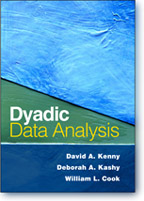 Dyadic
Data Analysis
David A. Kenny
Deborah A. Kashy
William L. Cook